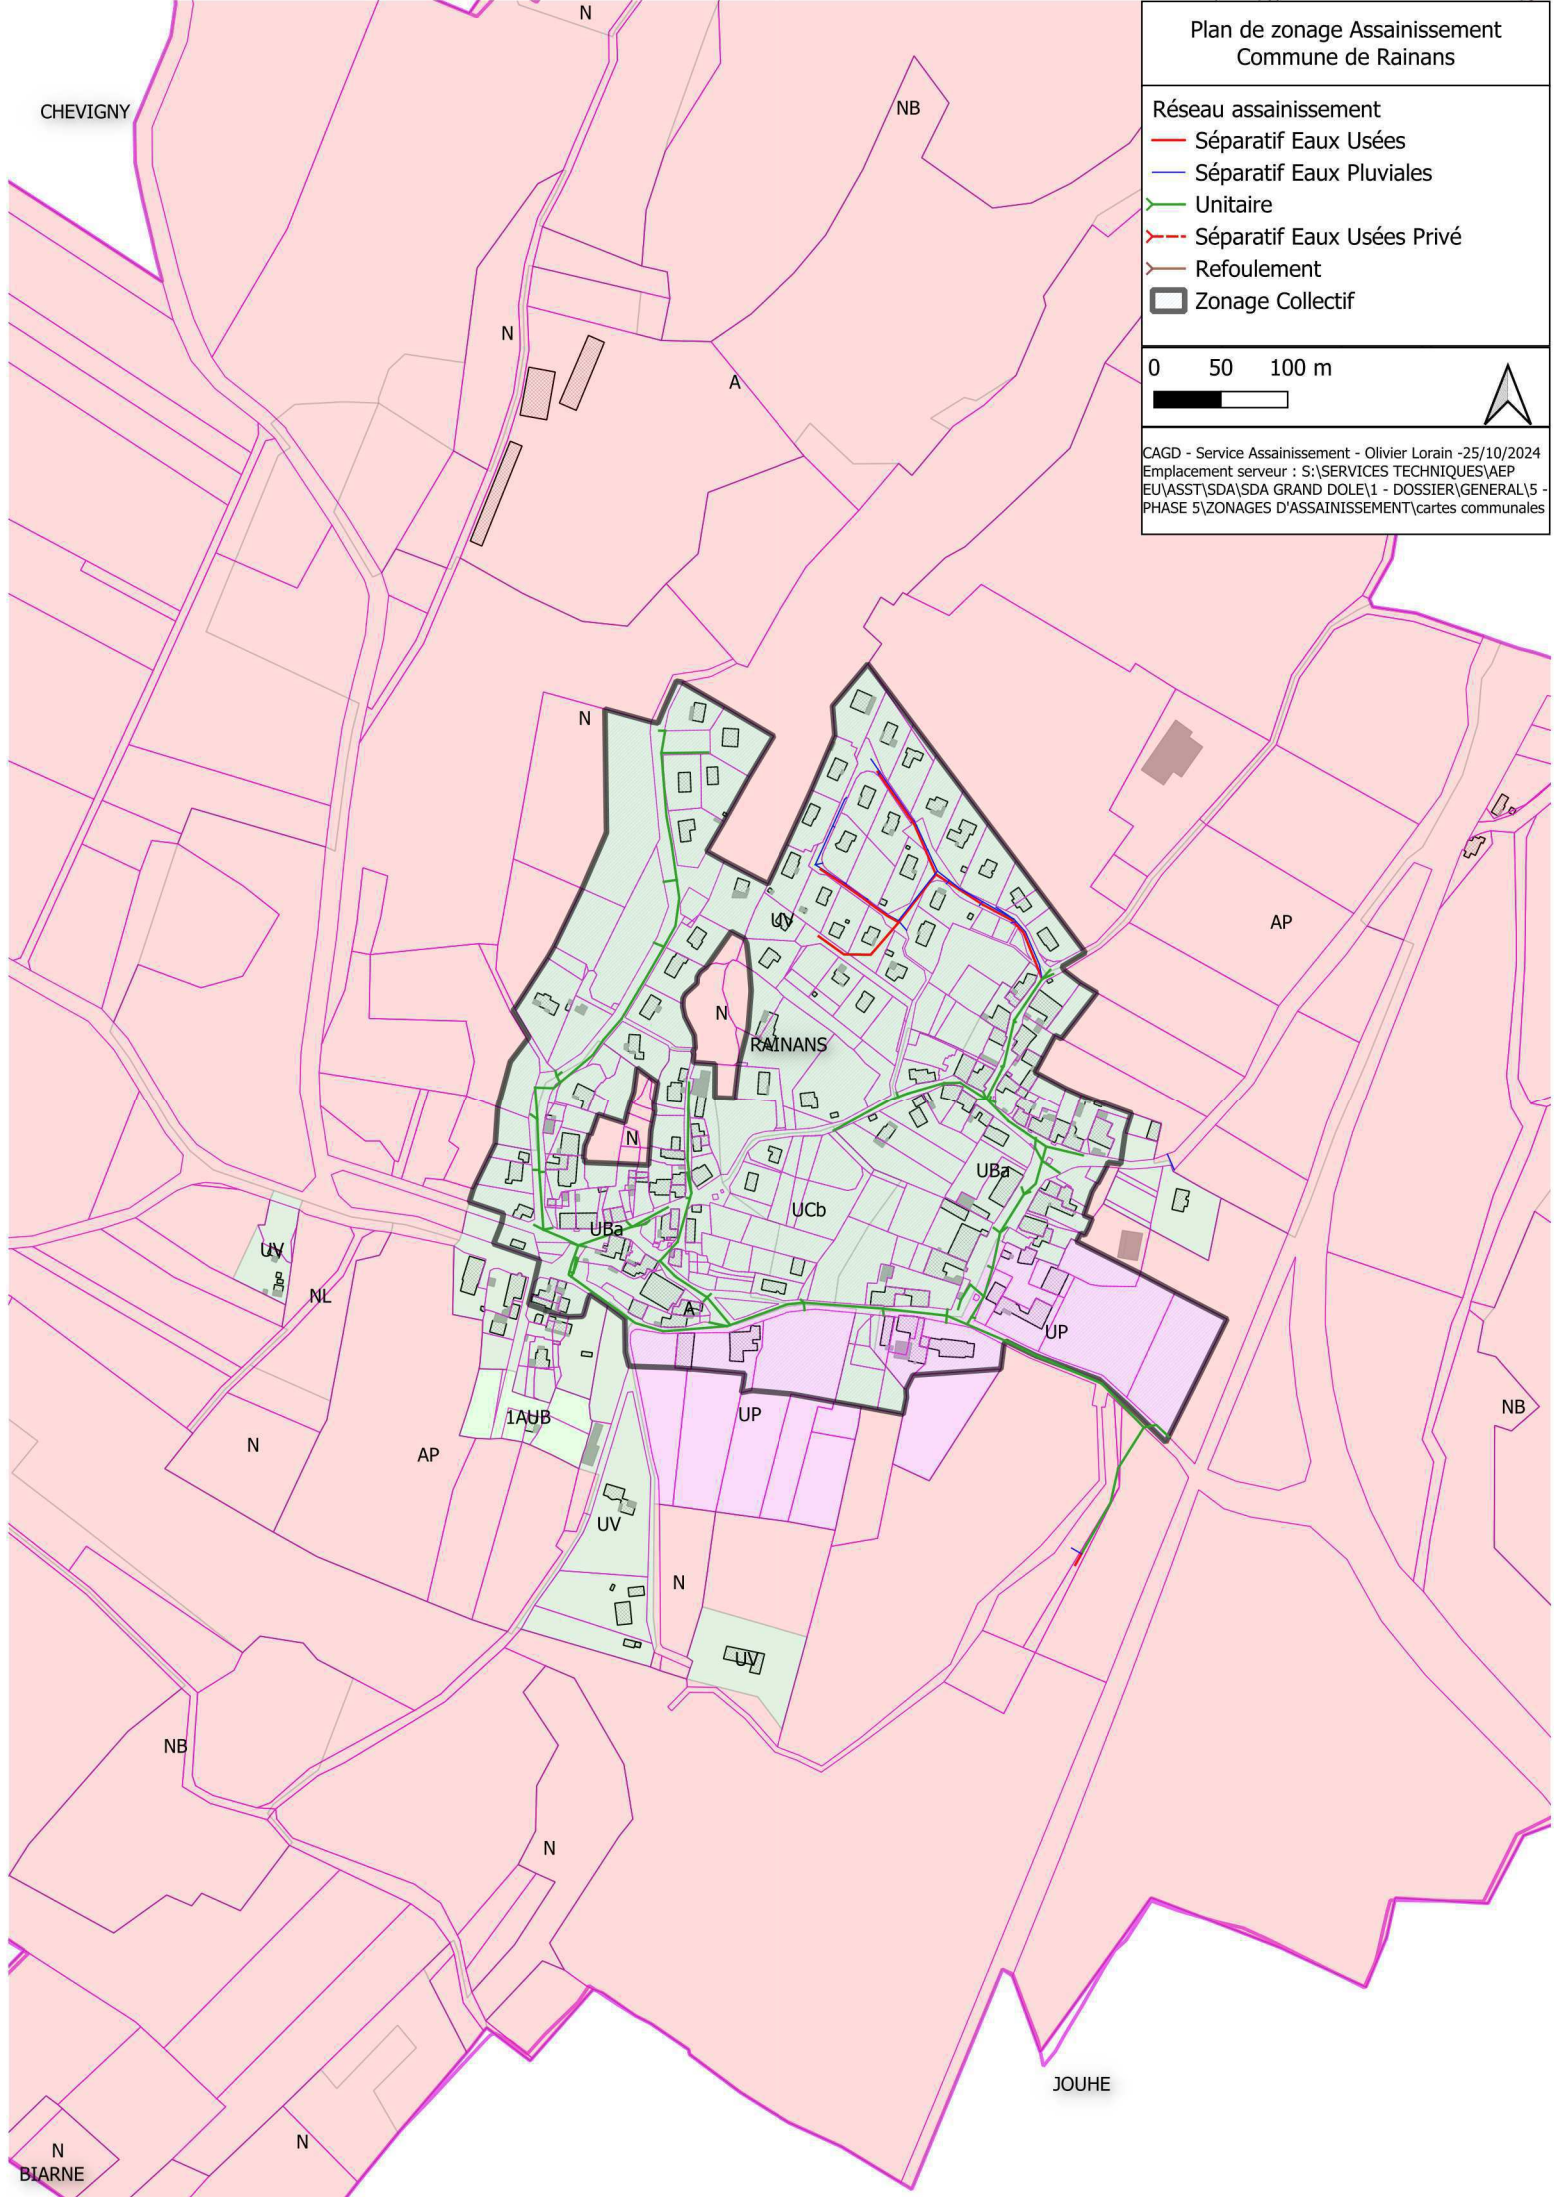 Plan de zonage Assainissement
Commune de Rainans
Réseau assainissement
Séparatif Eaux Usées
Séparatif Eaux Pluviales
Unitaire
Séparatif Eaux Usées Privé
Refoulement
Zonage Collectif
0 50 100 m
CAGD - Service Assainissement - Olivier Lorain -25/10/2024
Emplacement serveur : S:\SERVICES TECHNIQUES\AEP
EU\ASST\SDA\SDA GRAND DOLE\1 - DOSSIER\GENERAL\5 -
PHASE 5\ZONAGES D'ASSAINISSEMENT\cartes communales
N
CHEVIGNY
NB
N
A
N
UV
AP
N
RAINANS
N
UBa
UCb
UBa
UV
NL
A
UP
UP
1AUB
NB
N
AP
UV
N
UV
NB
N
JOUHE
N
N
BIARNE